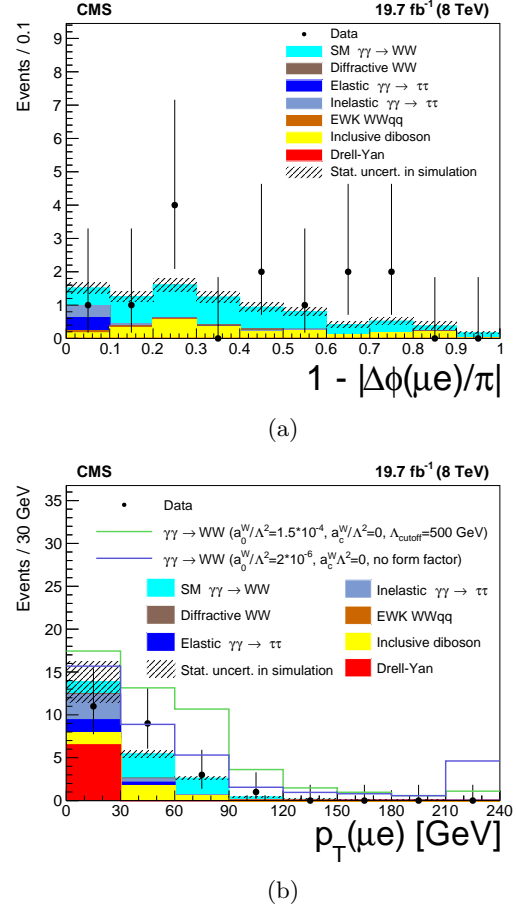 CMS 19.7 fb⁻¹ (8 TeV)
Events / 0.1
9
8
7
6
5
4
3
2
1
0
Data
SM γγ → WW
Diffractive WW
Elastic γγ → ττ
Inelastic γγ → ττ
EWK WWqq
Inclusive diboson
Drell-Yan
Stat. uncert. in simulation
0 0.1 0.2 0.3 0.4 0.5 0.6 0.7 0.8 0.9 1
1 - |Δϕ(μe)/π|
(a)
CMS 19.7 fb⁻¹ (8 TeV)
Events / 30 GeV
35
30
25
20
15
10
5
0
Data
γγ → WW (a₀ᵂ/Λ²=1.5*10⁻⁴, a_cᵂ/Λ²=0, Λ_cutoff=500 GeV)
γγ → WW (a₀ᵂ/Λ²=2*10⁻⁶, a_cᵂΛ²=0, no form factor)
SM γγ → WW Inelastic γγ → ττ
Diffractive WW EWK WWqq
Elastic γγ → ττ Inclusive diboson
Stat. uncert. in simulation Drell-Yan
0 30 60 90 120 150 180 210 240
p_T(μe) [GeV]
(b)